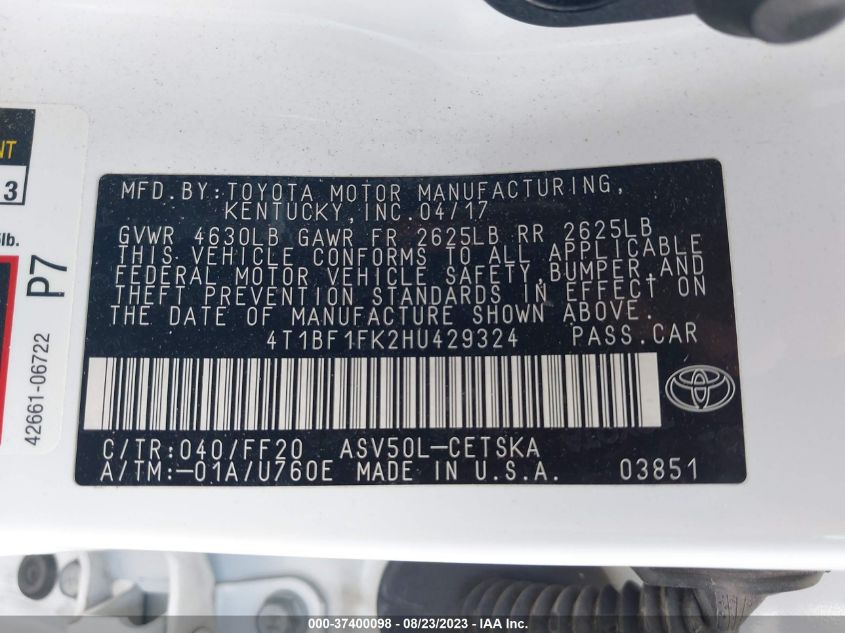 MFD.BY:TOYOTA MOTOR MANUFACTURING,
KENTUCKY,INC.04/17
GVWR 4630LB GAWR FR 2625LB RR 2625LB
THIS VEHICLE CONFORMS TO ALL APPLICABLE
FEDERAL MOTOR VEHICLE SAFETY,BUMPER,AND
THEFT PREVENTION STANDARDS IN EFFECT ON
THE DATE OF MANUFACTURE SHOWN ABOVE.
4T1BF1FK2HU429324 PASS.CAR
C/TR:040/FF20 ASV50L-CETSKA
A/TM:-01A/U760E MADE IN U.S.A. 03851
NT
3
lb.
P7
42661-06722
000-37400098 - 08/23/2023 - IAA Inc.